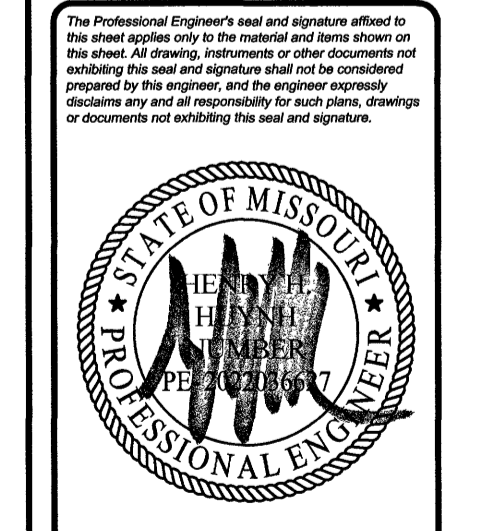 The Professional Engineer's seal and signature affixed to
this sheet applies only to the material and items shown on
this sheet. All drawing, instruments or other documents not
exhibiting this seal and signature shall not be considered
prepared by this engineer, and the engineer expressly
disclaims any and all responsibility for such plans, drawings
or documents not exhibiting this seal and signature.
STATE OF MISSOURI
HENRY H.
HUYNH
NUMBER
PE-2022036637
PROFESSIONAL ENGINEER